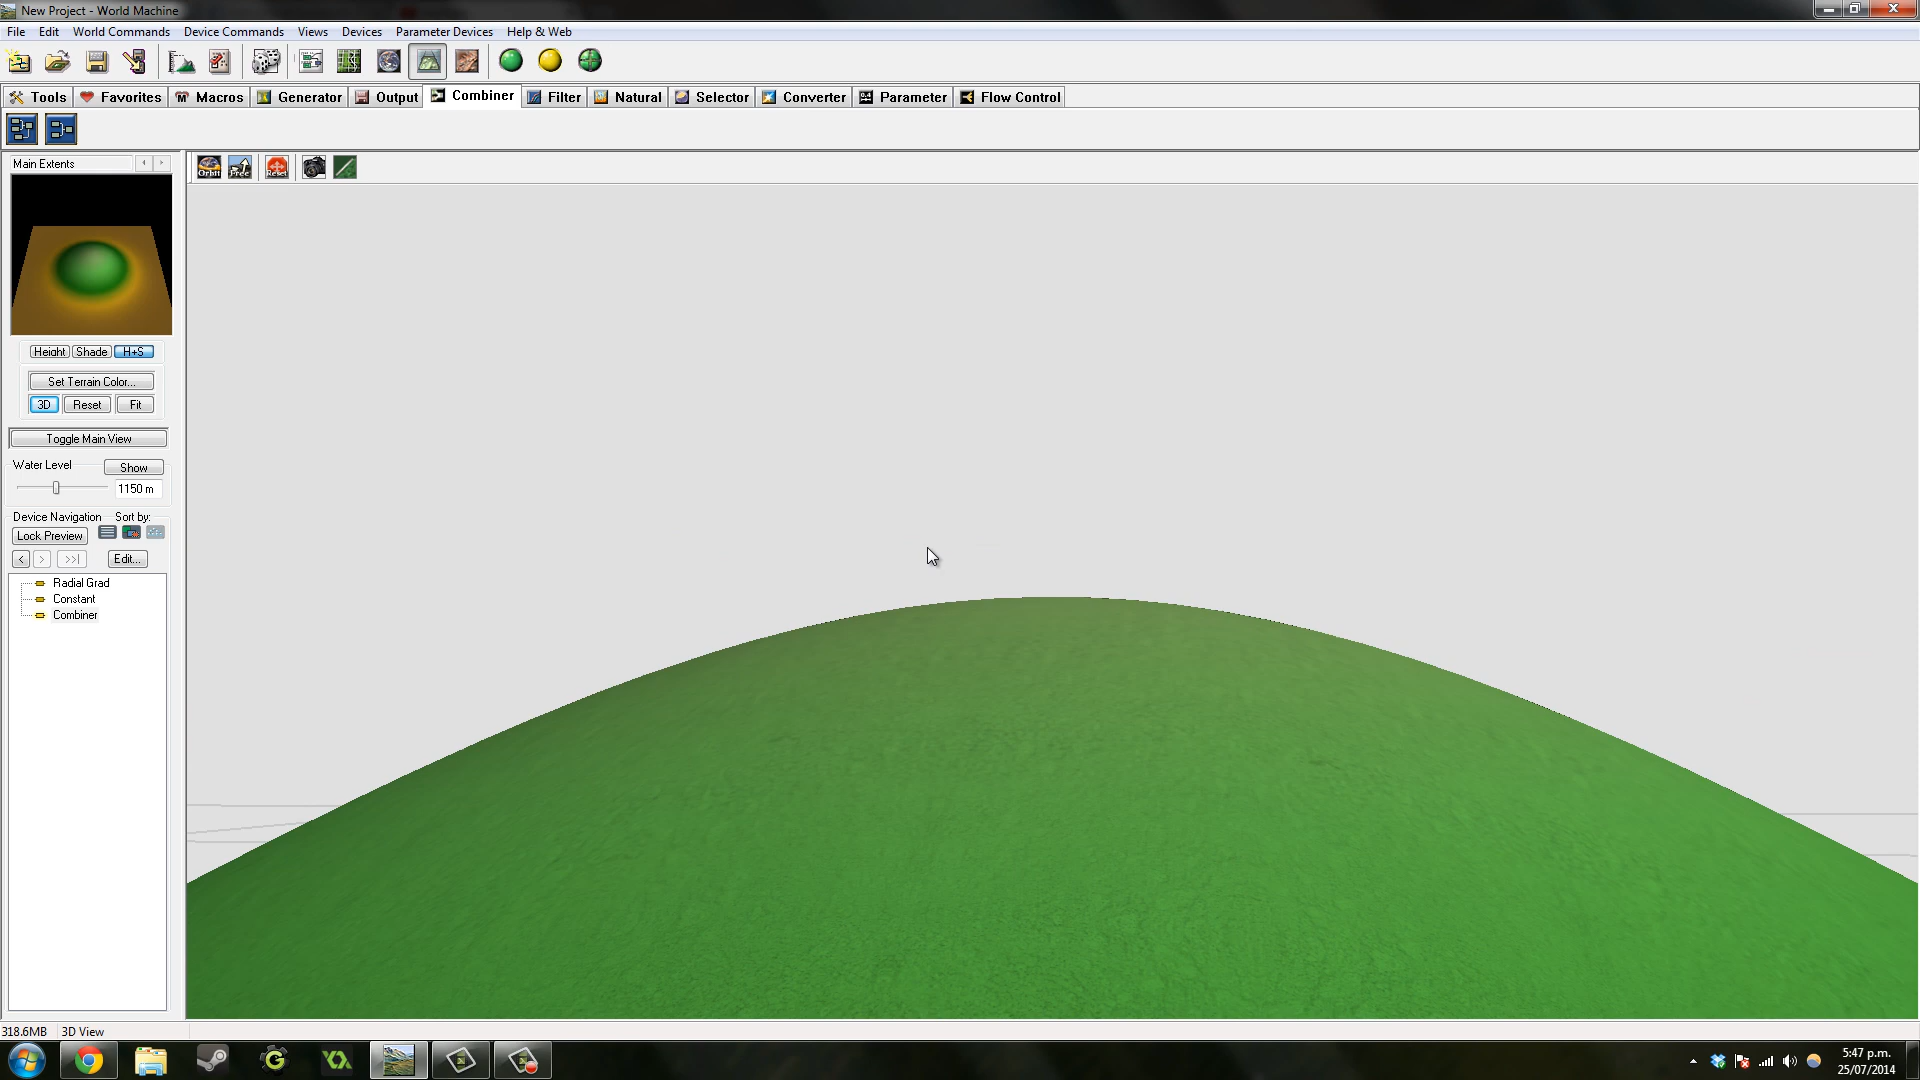 New Project - World Machine
File Edit World Commands Device Commands Views Devices Parameter Devices Help & Web
Tools Favorites Macros Generator Output Combiner Filter Natural Selector Converter Parameter Flow Control
Main Extents
Orbit Free Reset
Height Shade H+S
Set Terrain Color...
3D Reset Fit
Toggle Main View
Water Level Show
1150 m
Device Navigation Sort by:
Lock Preview
< > >>| Edit...
Radial Grad
Constant
Combiner
318.6MB 3D View
5:47 p.m.
25/07/2014